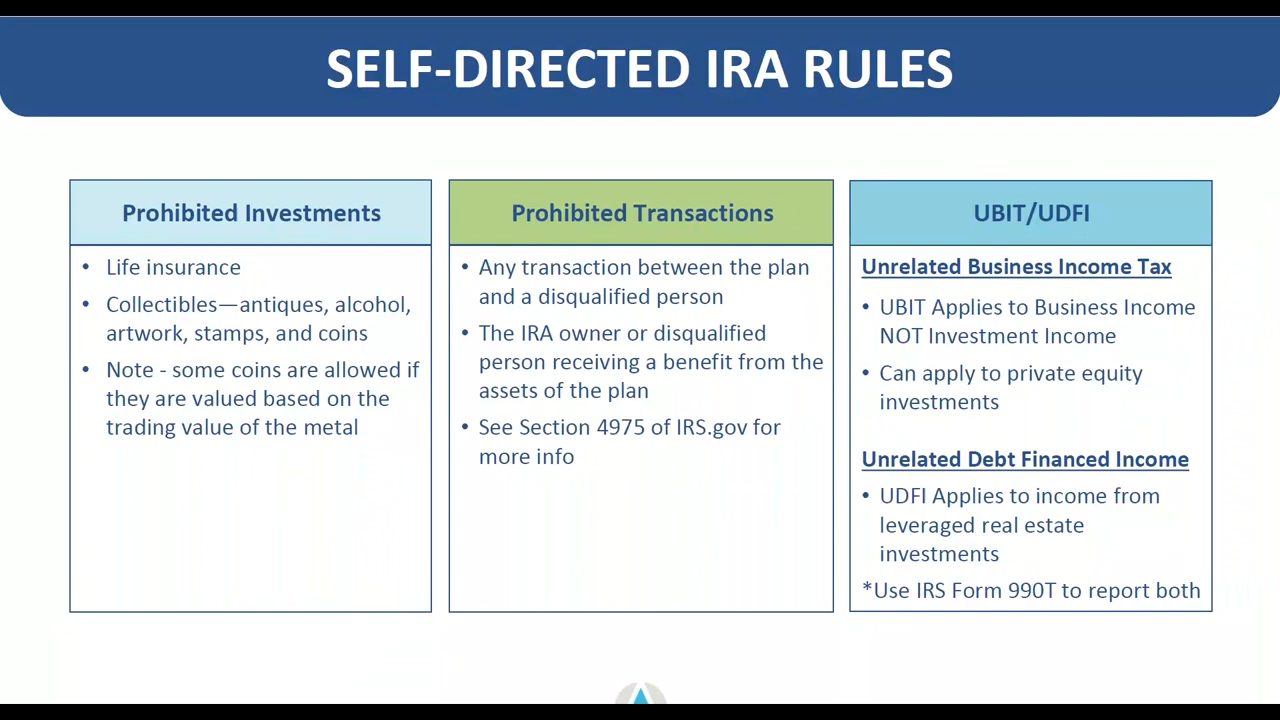 SELF-DIRECTED IRA RULES
Prohibited Investments
• Life insurance
• Collectibles—antiques, alcohol,
artwork, stamps, and coins
• Note - some coins are allowed if
they are valued based on the
trading value of the metal
Prohibited Transactions
• Any transaction between the plan
and a disqualified person
• The IRA owner or disqualified
person receiving a benefit from the
assets of the plan
• See Section 4975 of IRS.gov for
more info
UBIT/UDFI
Unrelated Business Income Tax
• UBIT Applies to Business Income
NOT Investment Income
• Can apply to private equity
investments
Unrelated Debt Financed Income
• UDFI Applies to income from
leveraged real estate
investments
*Use IRS Form 990T to report both